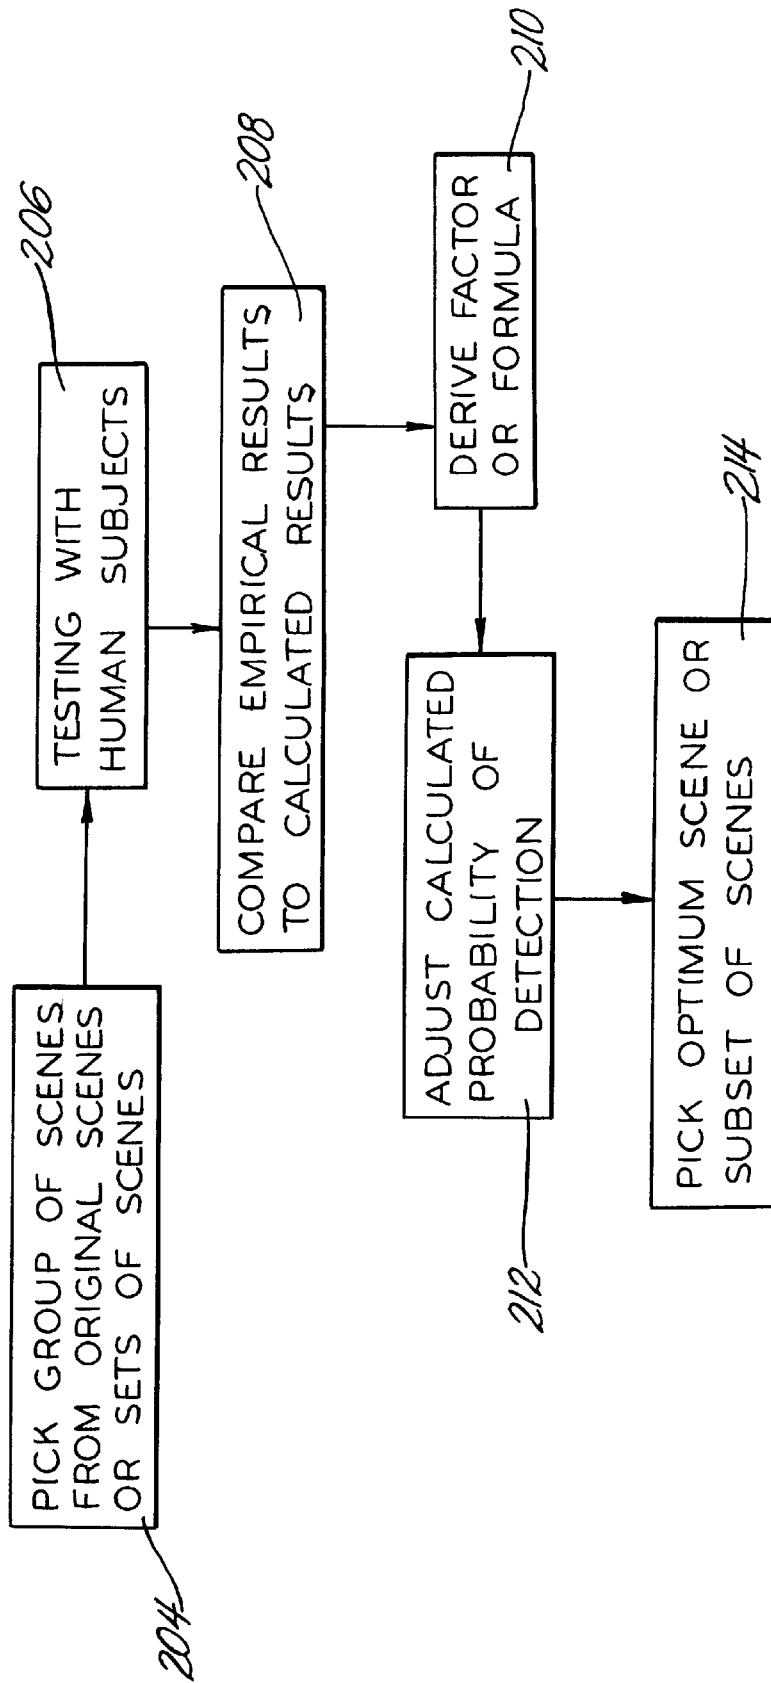 204
PICK GROUP OF SCENES
FROM ORIGINAL SCENES
OR SETS OF SCENES
206
TESTING WITH
HUMAN SUBJECTS
208
COMPARE EMPIRICAL RESULTS
TO CALCULATED RESULTS
210
DERIVE FACTOR
OR FORMULA
212
ADJUST CALCULATED
PROBABILITY OF
DETECTION
214
PICK OPTIMUM SCENE OR
SUBSET OF SCENES